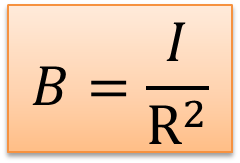 B = I / R²